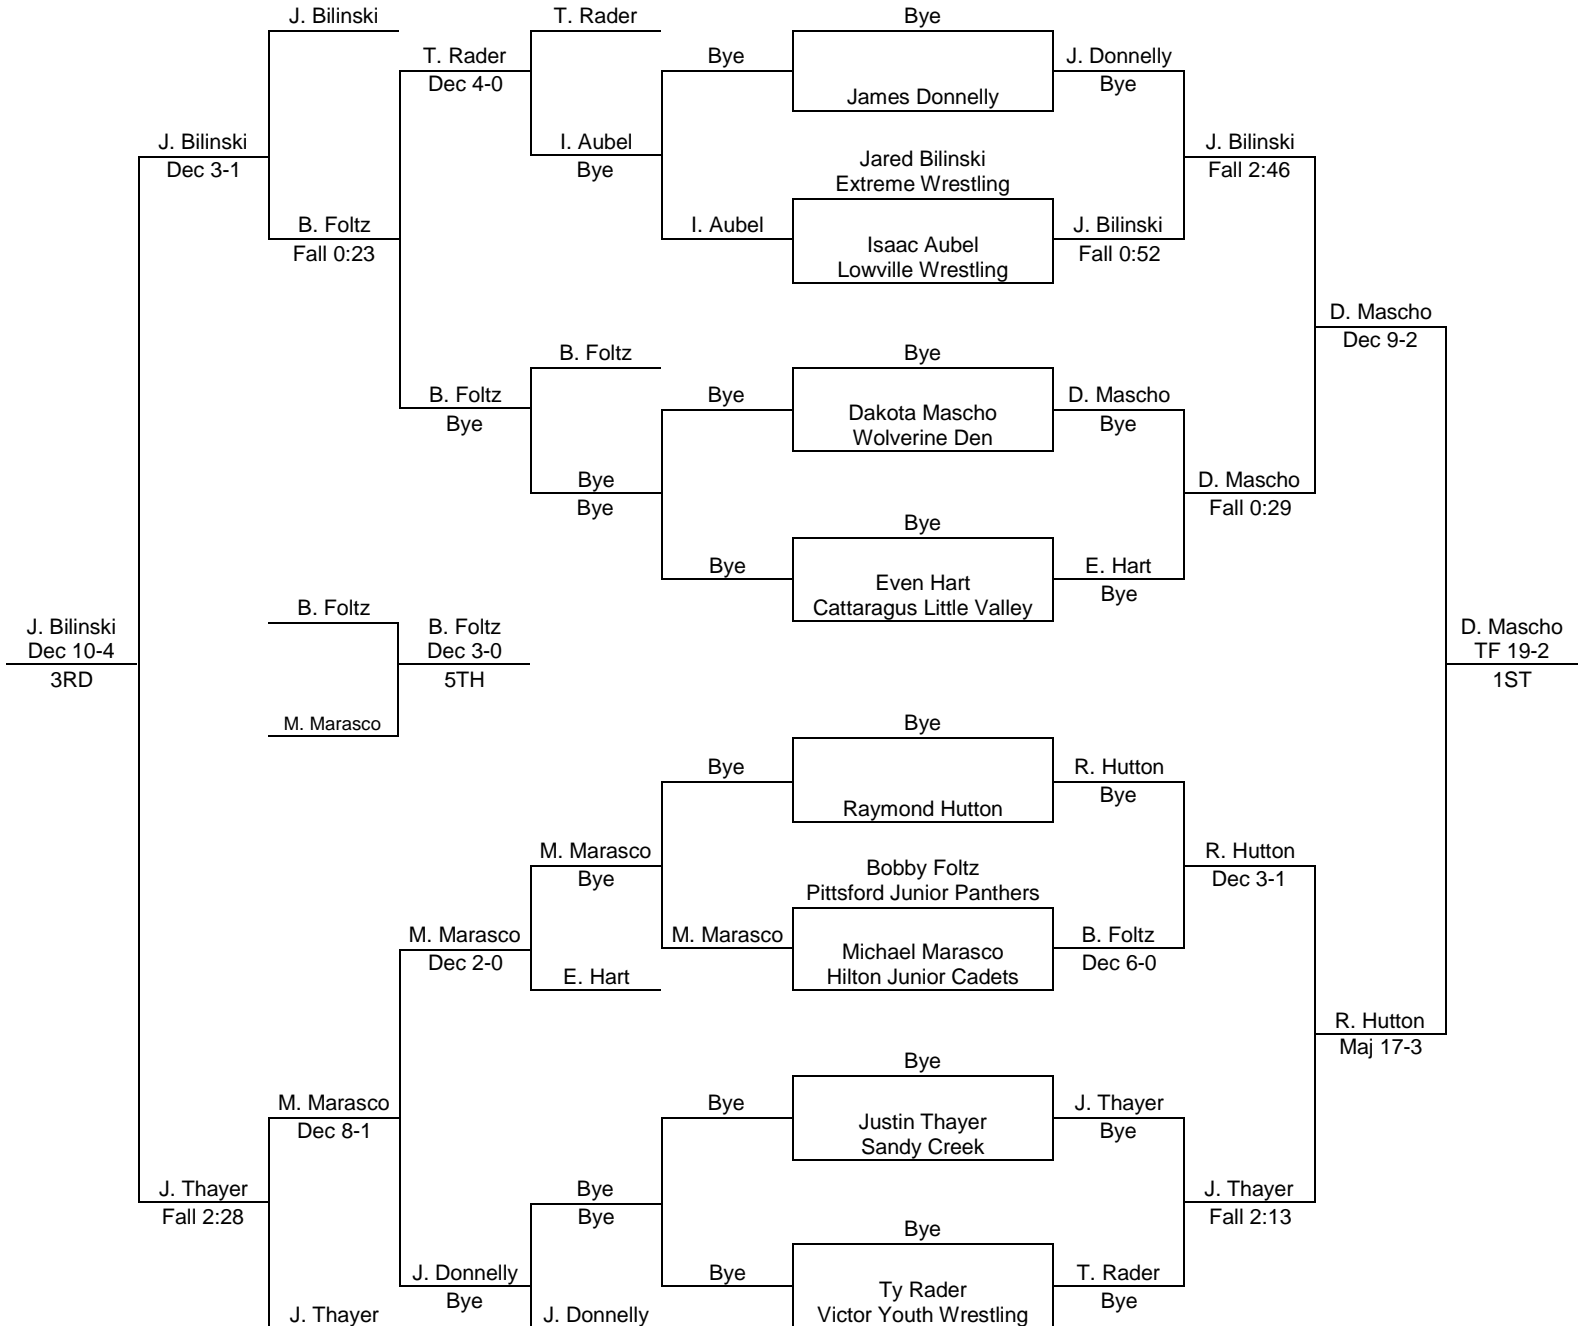 J. Bilinski
T. Rader
Bye
T. Rader
Dec 4-0
Bye
J. Donnelly
Bye
James Donnelly
J. Bilinski
Dec 3-1
I. Aubel
Bye
Jared Bilinski
Extreme Wrestling
J. Bilinski
Fall 2:46
B. Foltz
Fall 0:23
I. Aubel
Isaac Aubel
Lowville Wrestling
J. Bilinski
Fall 0:52
D. Mascho
Dec 9-2
B. Foltz
Bye
B. Foltz
Bye
Bye
Dakota Mascho
Wolverine Den
D. Mascho
Bye
Bye
Bye
D. Mascho
Fall 0:29
Bye
Bye
Even Hart
Cattaragus Little Valley
E. Hart
Bye
J. Bilinski
Dec 10-4
3RD
B. Foltz
B. Foltz
Dec 3-0
5TH
M. Marasco
D. Mascho
TF 19-2
1ST
Bye
Bye
Raymond Hutton
R. Hutton
Bye
M. Marasco
Bye
Bobby Foltz
Pittsford Junior Panthers
R. Hutton
Dec 3-1
M. Marasco
Dec 2-0
M. Marasco
Michael Marasco
Hilton Junior Cadets
B. Foltz
Dec 6-0
E. Hart
R. Hutton
Maj 17-3
Bye
M. Marasco
Dec 8-1
Bye
Justin Thayer
Sandy Creek
J. Thayer
Bye
J. Thayer
Fall 2:28
Bye
Bye
J. Thayer
Fall 2:13
Bye
J. Donnelly
Bye
Bye
Ty Rader
Victor Youth Wrestling
T. Rader
Bye
J. Thayer
J. Donnelly